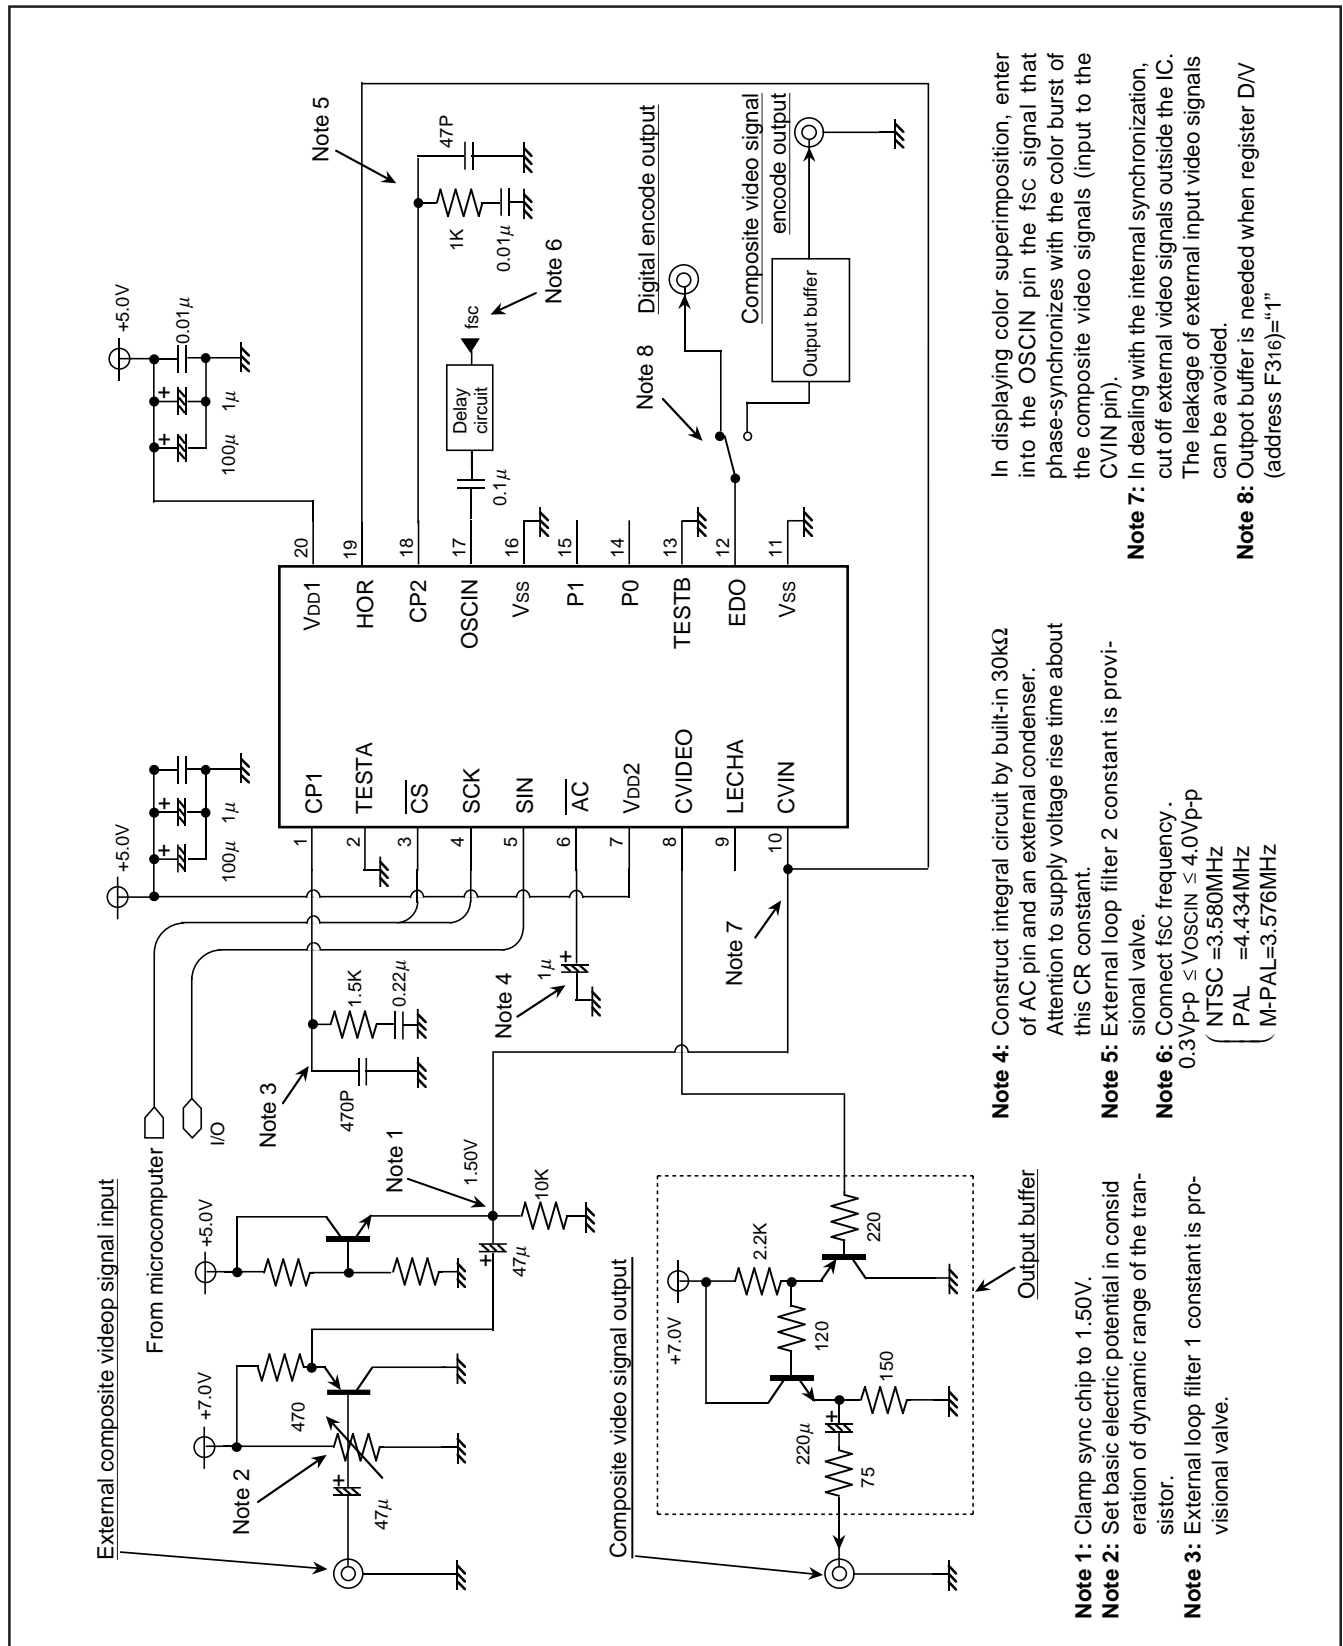 External composite videop signal input
+7.0V
470
Note 2
47μ
+5.0V
From microcomputer
I/O
Note 1
1.50V
47μ
10K
Note 3
470P
1.5K
0.22μ
Note 4
1μ
+5.0V
100μ
1μ
Note 7
1
2
3
4
5
6
7
8
9
10
CP1
TESTA
CS
SCK
SIN
AC
VDD2
CVIDEO
LECHA
CVIN
VDD1
HOR
CP2
OSCIN
VSS
P1
P0
TESTB
EDO
VSS
20
19
18
17
16
15
14
13
12
11
+5.0V
0.01μ
1μ
100μ
Note 5
47P
1K
0.01μ
Note 6
fsc
Delay
circuit
0.1μ
Note 8
Digital encode output
Composite video signal
encode output
Output buffer
Composite video signal output
+7.0V
2.2K
220
120
150
220μ
75
Output buffer
Note 1: Clamp sync chip to 1.50V.
Note 2: Set basic electric potential in consid
eration of dynamic range of the tran-
sistor.
Note 3: External loop filter 1 constant is pro-
visional valve.
Note 4: Construct integral circuit by built-in 30kΩ
of AC pin and an external condenser.
Attention to supply voltage rise time about
this CR constant.
Note 5: External loop filter 2 constant is provi-
sional valve.
Note 6: Connect fsc frequency.
0.3Vp-p ≤ VOSCIN ≤ 4.0Vp-p
NTSC =3.580MHz
PAL =4.434MHz
M-PAL=3.576MHz
In displaying color superimposition, enter
into the OSCIN pin the fsc signal that
phase-synchronizes with the color burst of
the composite video signals (input to the
CVIN pin).
Note 7: In dealing with the internal synchronization,
cut off external video signals outside the IC.
The leakage of external input video signals
can be avoided.
Note 8: Outpot buffer is needed when register D/V
(address F316)=“1”